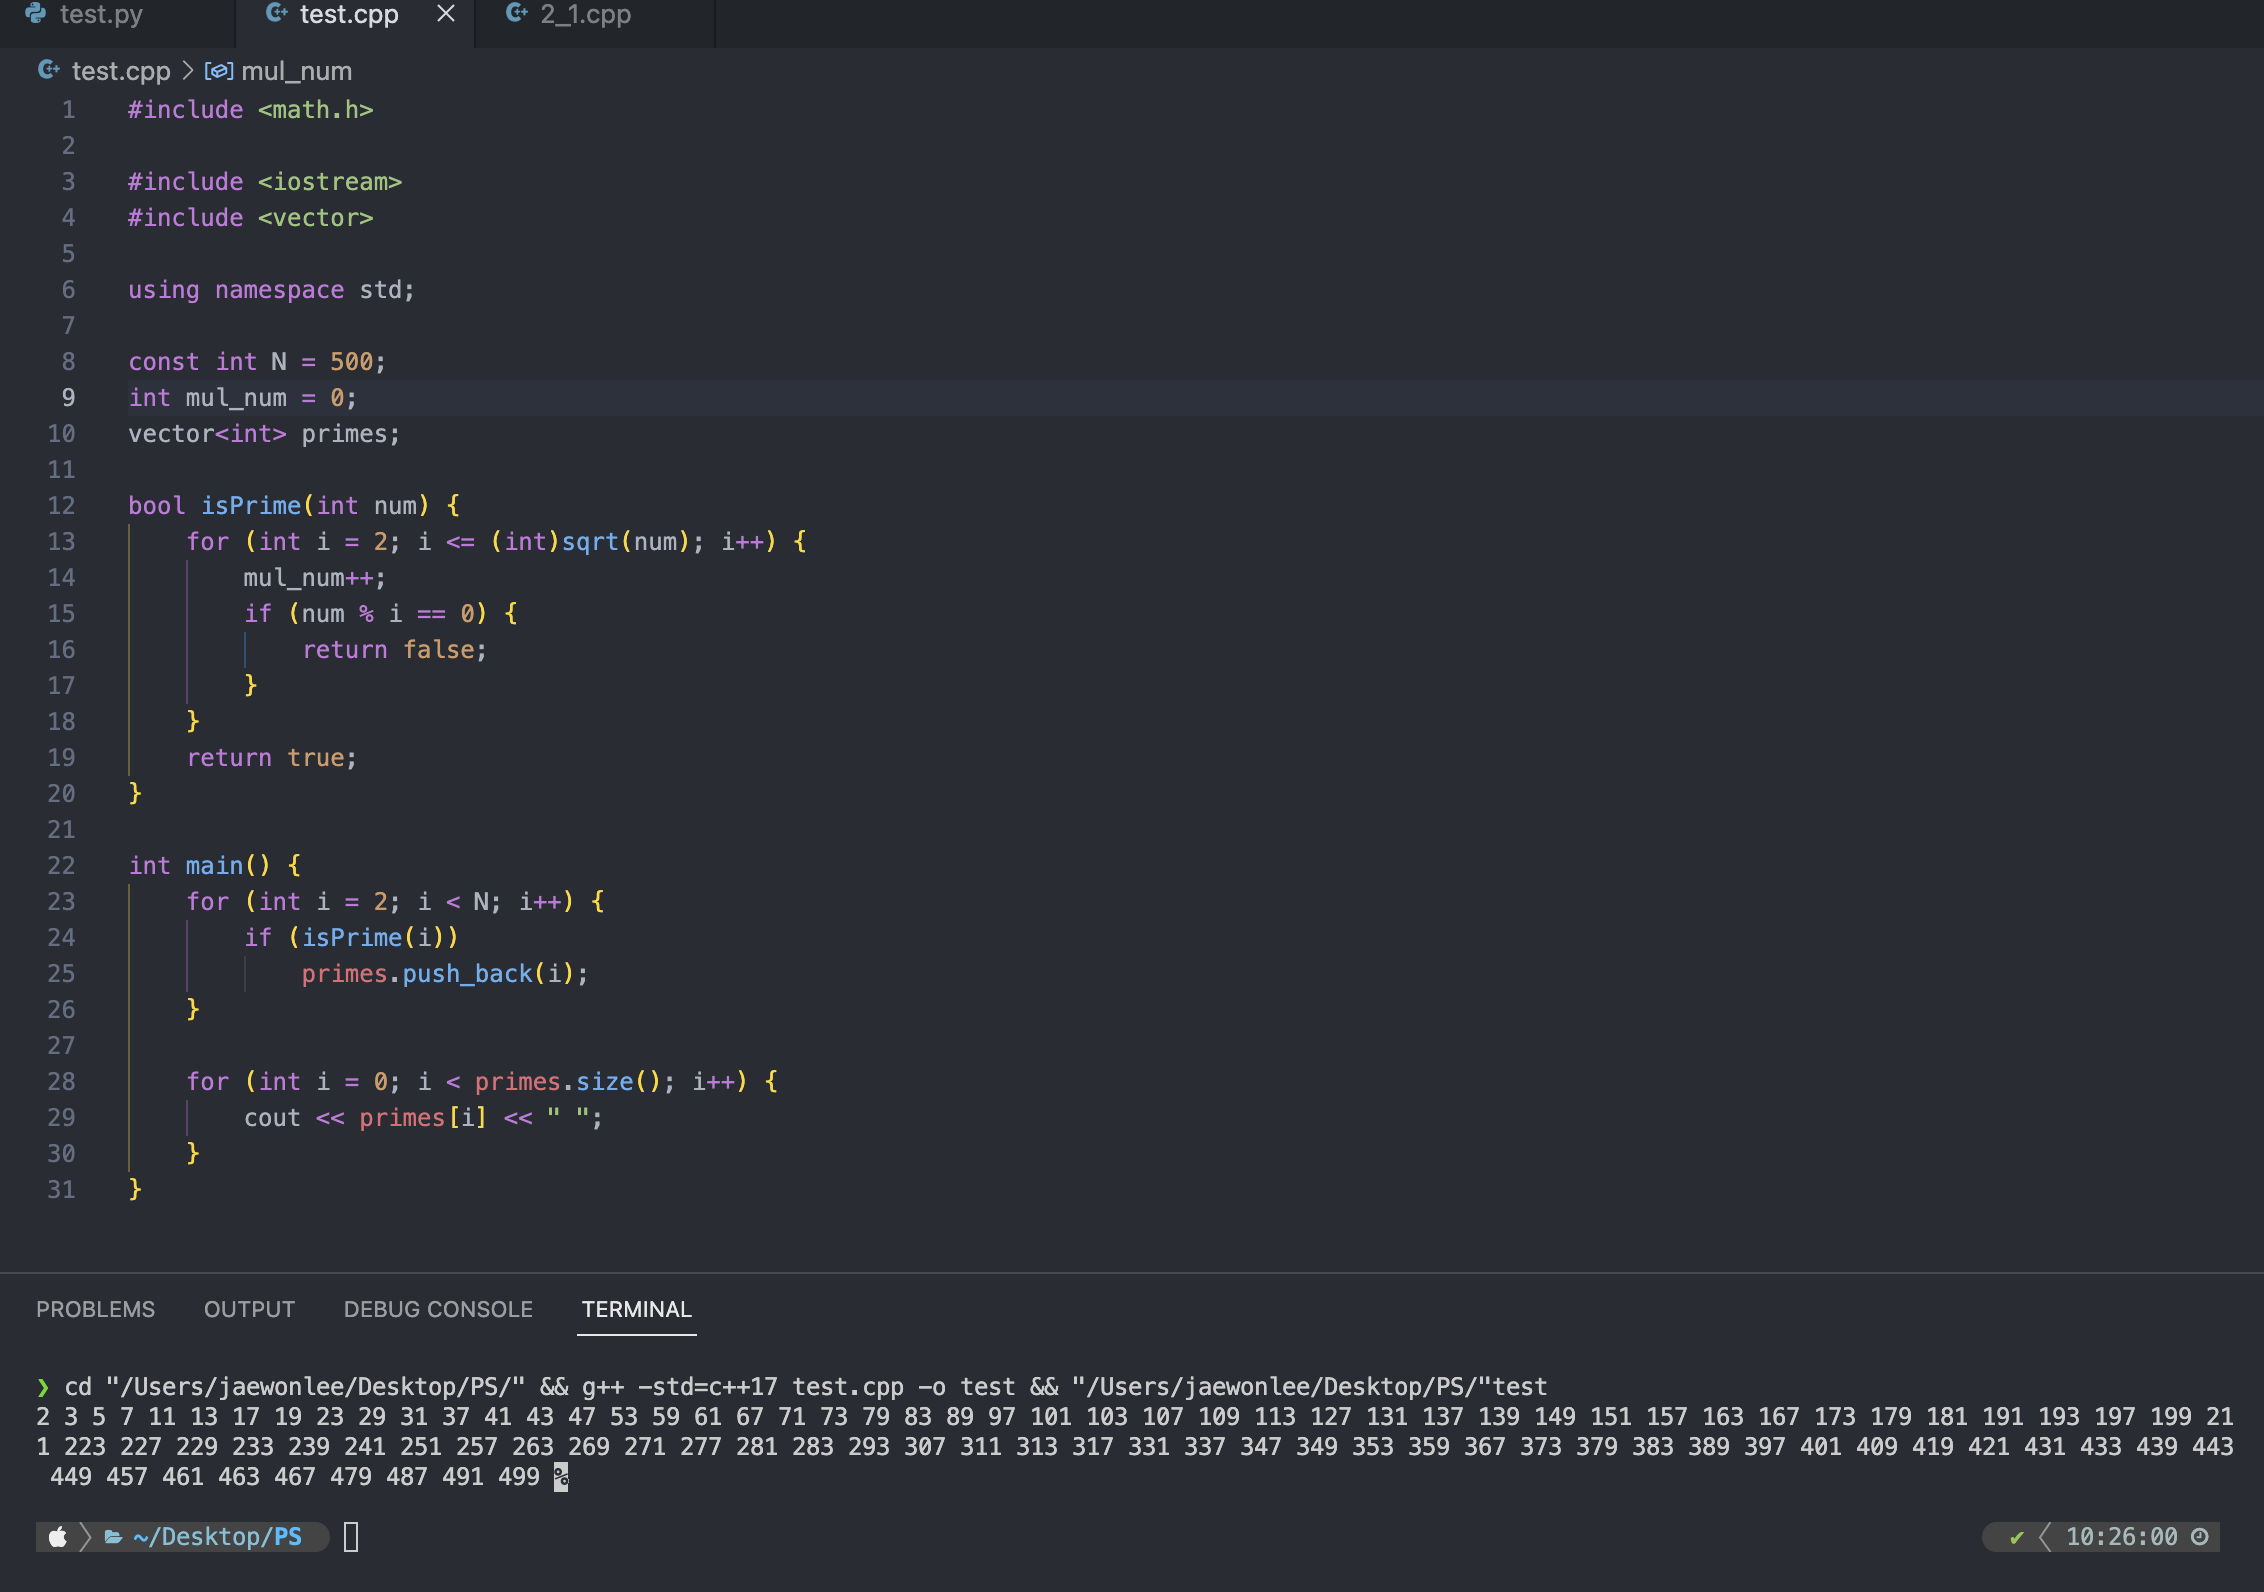 test.py test.cpp 2_1.cpp
test.cpp > mul_num
1 #include <math.h>
2
3 #include <iostream>
4 #include <vector>
5
6 using namespace std;
7
8 const int N = 500;
9 int mul_num = 0;
10 vector<int> primes;
11
12 bool isPrime(int num) {
13     for (int i = 2; i <= (int)sqrt(num); i++) {
14         mul_num++;
15         if (num % i == 0) {
16             return false;
17         }
18     }
19     return true;
20 }
21
22 int main() {
23     for (int i = 2; i < N; i++) {
24         if (isPrime(i))
25             primes.push_back(i);
26     }
27
28     for (int i = 0; i < primes.size(); i++) {
29         cout << primes[i] << " ";
30     }
31 }
PROBLEMS OUTPUT DEBUG CONSOLE TERMINAL
❯ cd "/Users/jaewonlee/Desktop/PS/" && g++ -std=c++17 test.cpp -o test && "/Users/jaewonlee/Desktop/PS/"test
2 3 5 7 11 13 17 19 23 29 31 37 41 43 47 53 59 61 67 71 73 79 83 89 97 101 103 107 109 113 127 131 137 139 149 151 157 163 167 173 179 181 191 193 197 199 21
1 223 227 229 233 239 241 251 257 263 269 271 277 281 283 293 307 311 313 317 331 337 347 349 353 359 367 373 379 383 389 397 401 409 419 421 431 433 439 443
449 457 461 463 467 479 487 491 499 %
~/Desktop/PS ✔ 10:26:00